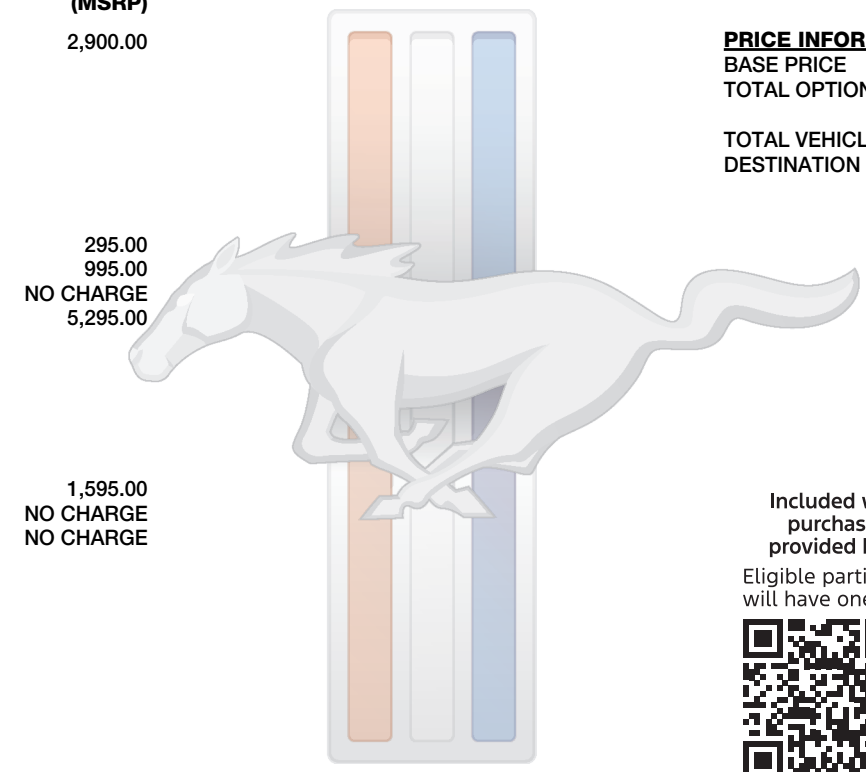 (MSRP)
2,900.00
295.00
995.00
NO CHARGE
5,295.00
1,595.00
NO CHARGE
NO CHARGE
PRICE INFOR
BASE PRICE
TOTAL OPTION
TOTAL VEHICL
DESTINATION
Included w
purchas
provided b
Eligible parti
will have one